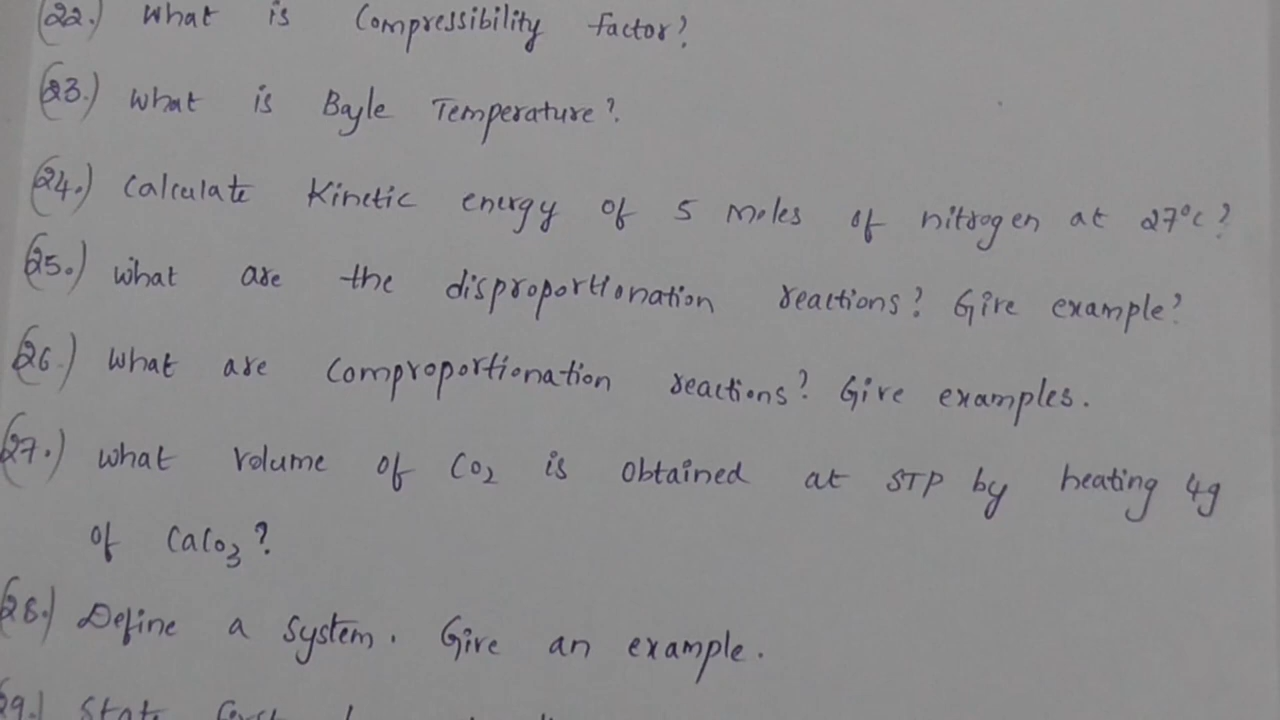 (22.) What is Compressibility factor?
(23.) What is Boyle Temperature?
(24.) Calculate Kinetic energy of 5 moles of nitrogen at 27°c?
(25.) What are the disproportionation reactions? Give example?
(26.) What are Comproportionation reactions? Give examples.
(27.) What volume of CO2 is Obtained at STP by heating 4g
of CaCO3?
(28.) Define a system. Give an example.
29.) State